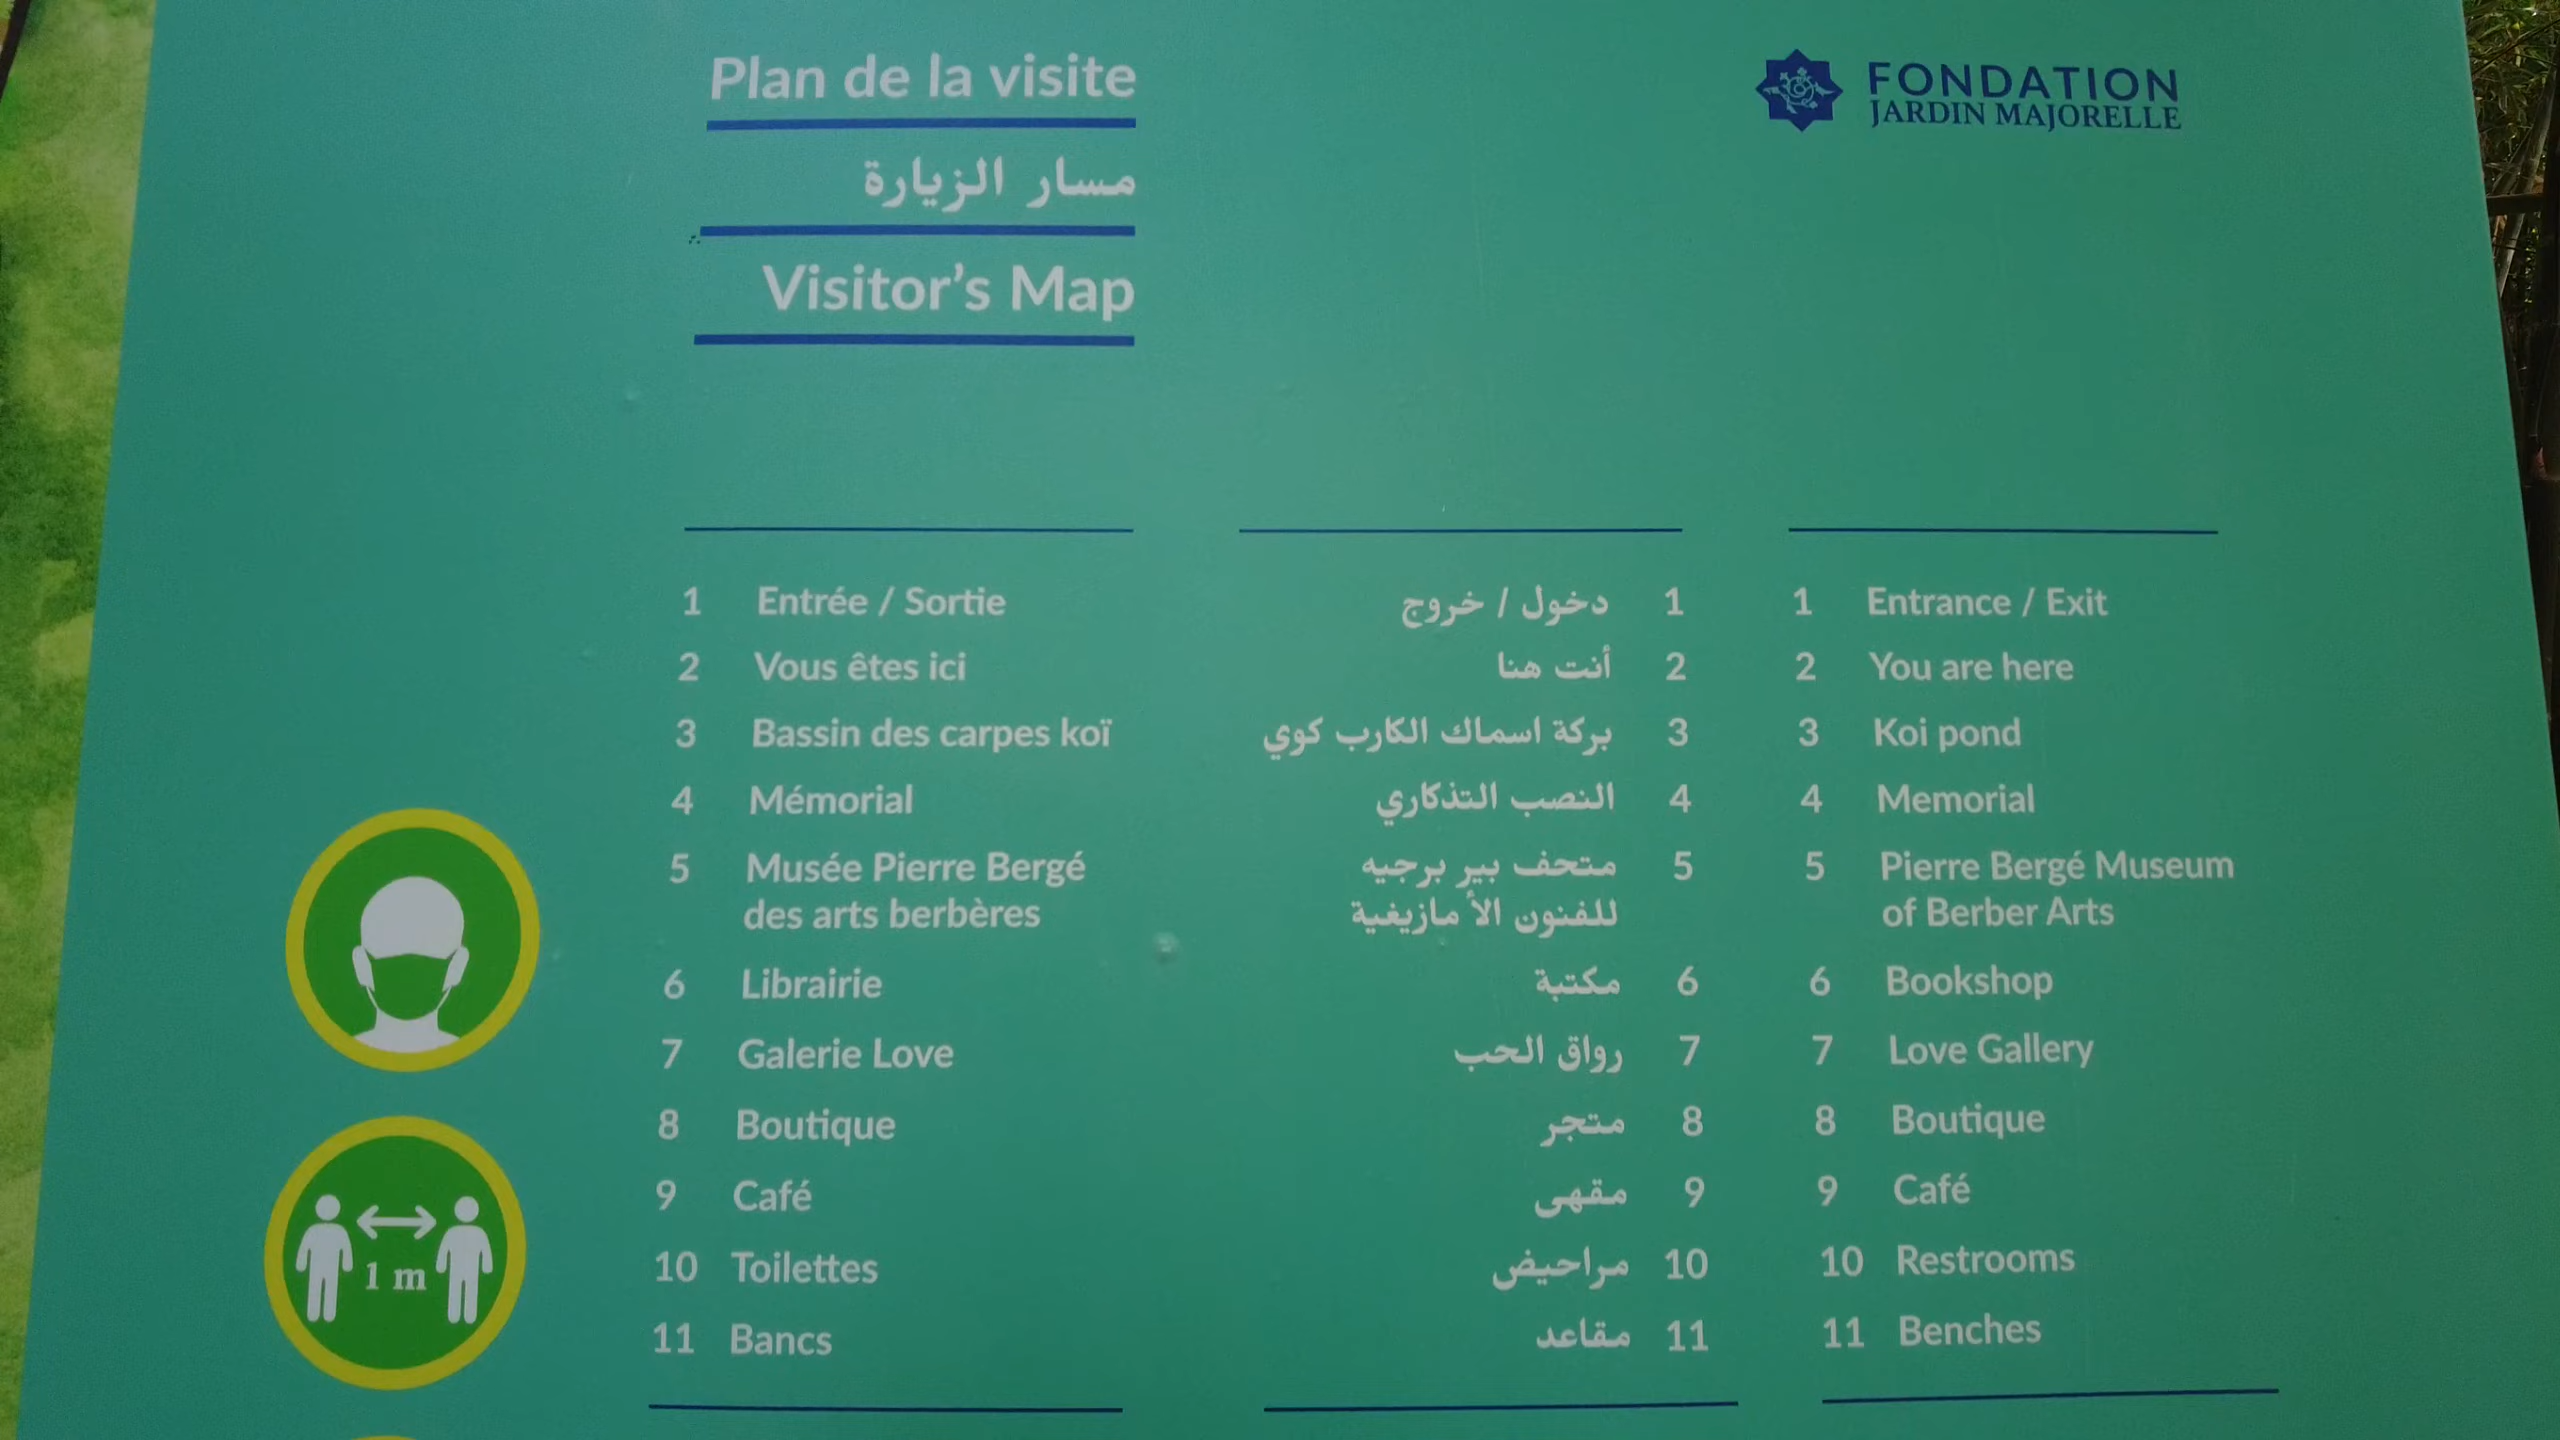 Plan de la visite
مسار الزيارة
Visitor's Map
FONDATION
JARDIN MAJORELLE
1 Entrée / Sortie
2 Vous êtes ici
3 Bassin des carpes koï
4 Mémorial
5 Musée Pierre Bergé
des arts berbères
6 Librairie
7 Galerie Love
8 Boutique
9 Café
10 Toilettes
11 Bancs
1 دخول / خروج
2 أنت هنا
3 بركة اسماك الكارب كوي
4 النصب التذكاري
5 متحف بير برجيه
للفنون الأ مازيغية
6 مكتبة
7 رواق الحب
8 متجر
9 مقهى
10 مراحيض
11 مقاعد
1 Entrance / Exit
2 You are here
3 Koi pond
4 Memorial
5 Pierre Bergé Museum
of Berber Arts
6 Bookshop
7 Love Gallery
8 Boutique
9 Café
10 Restrooms
11 Benches
1 m